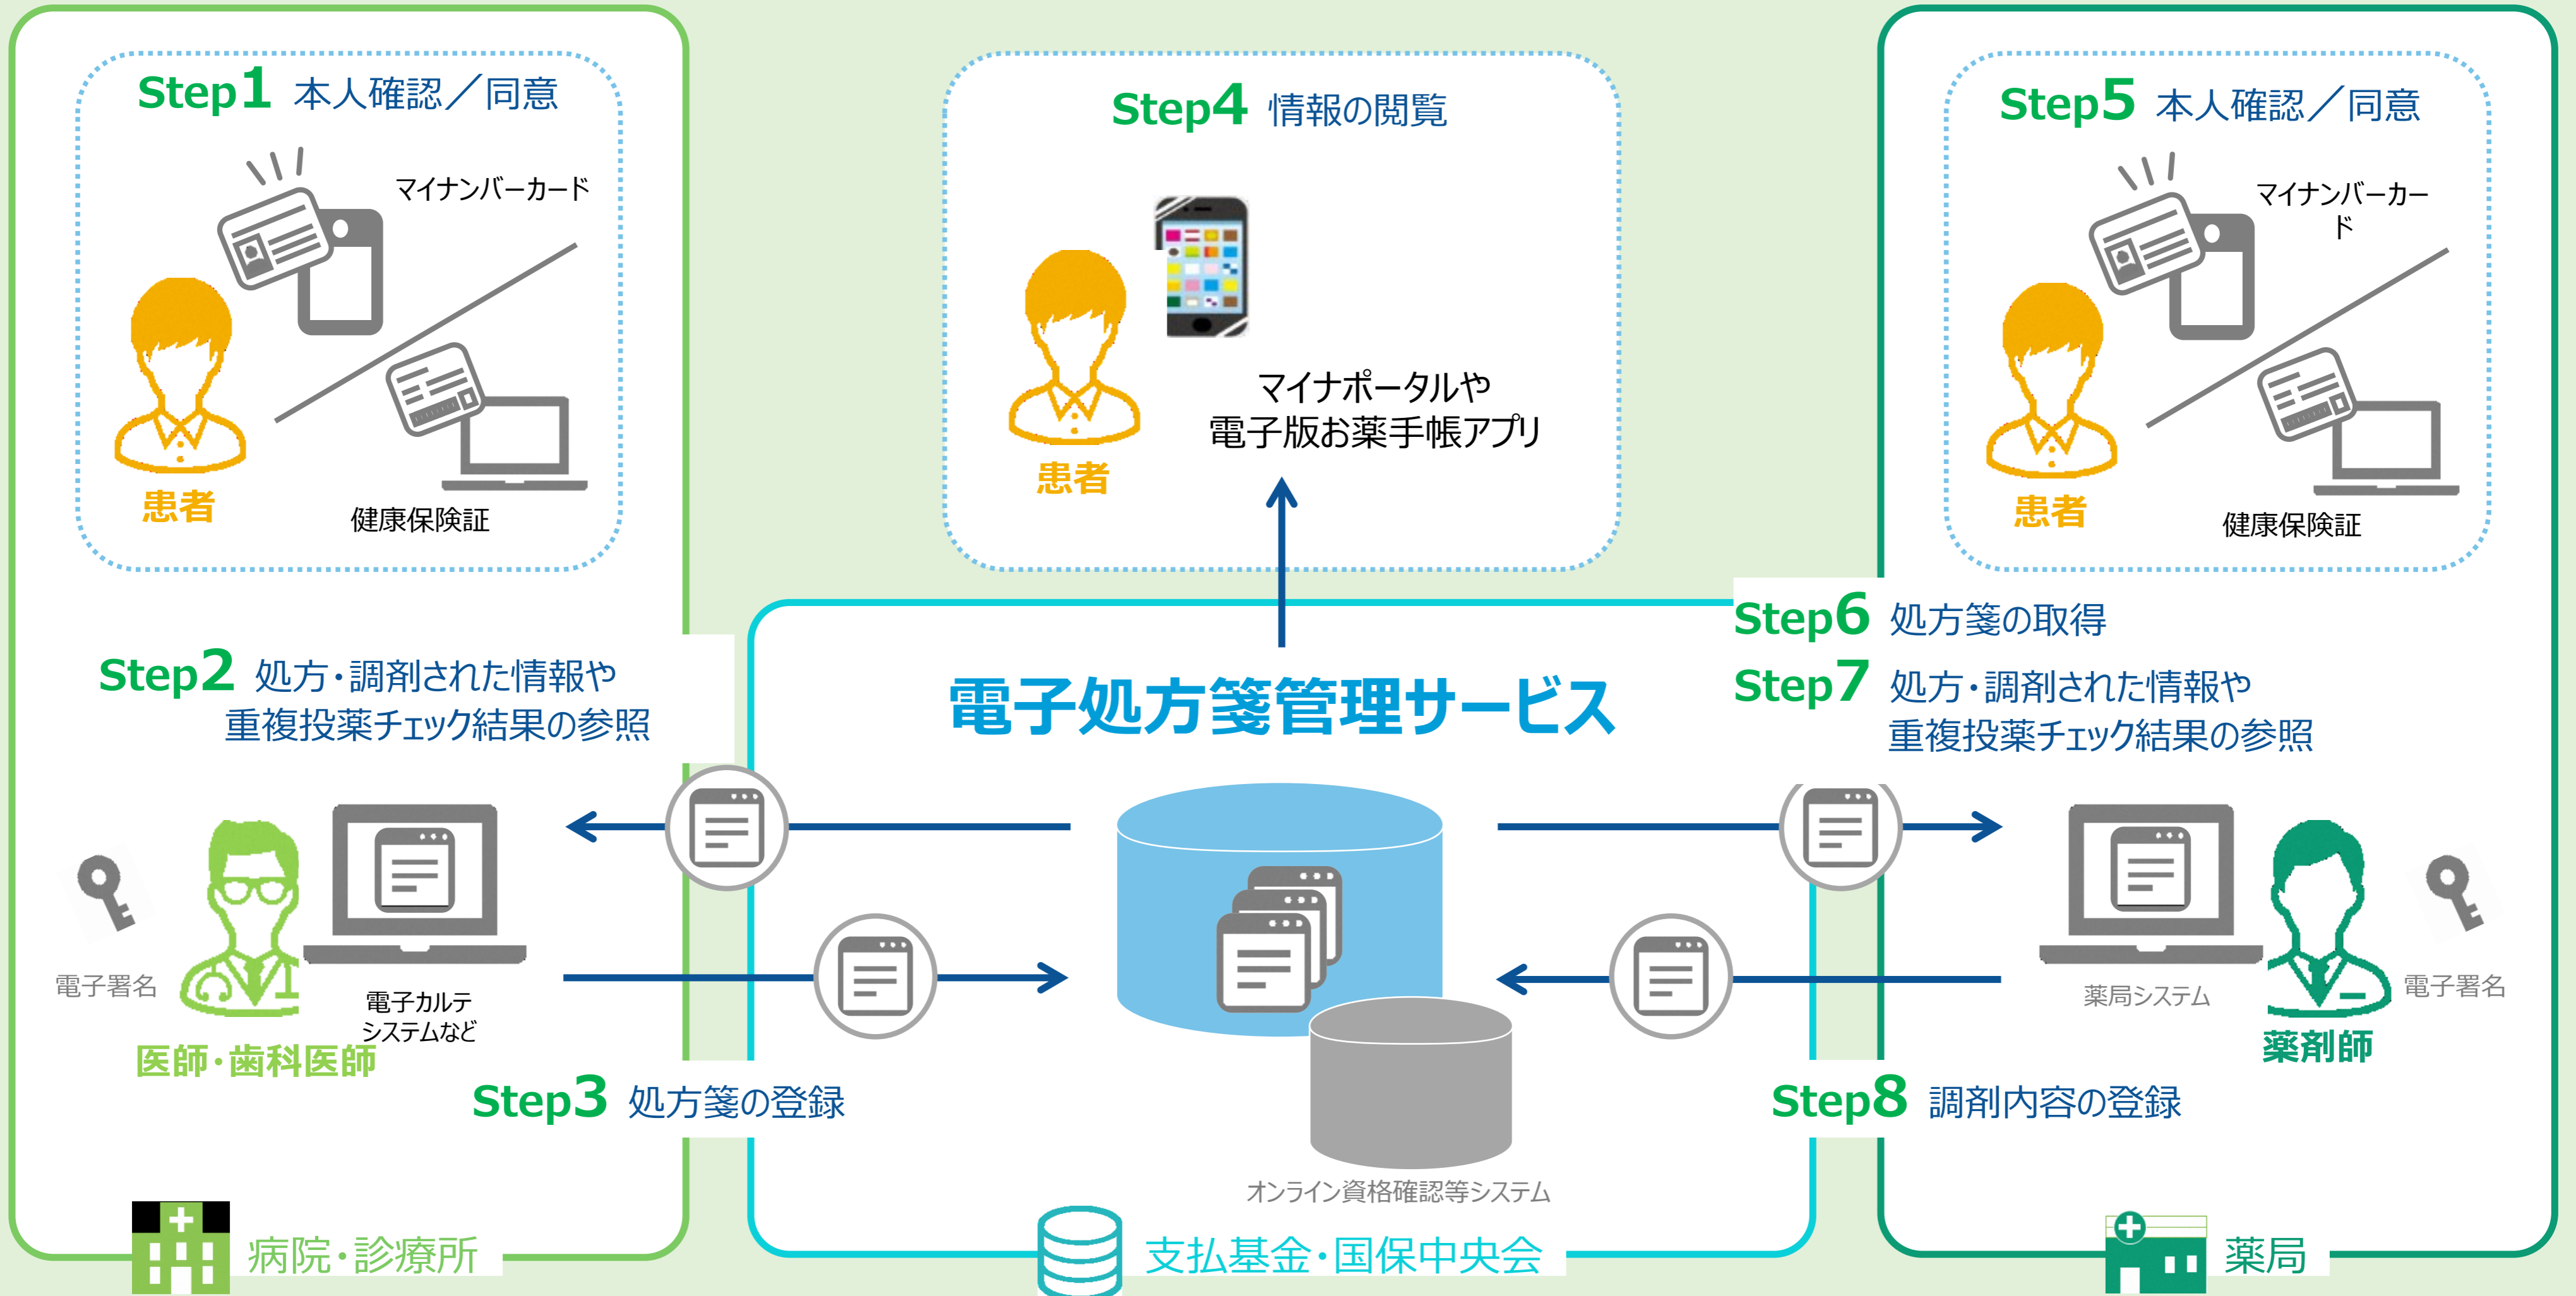 Step1 本人確認／同意
マイナンバーカード
患者
健康保険証
Step2 処方・調剤された情報や
重複投薬チェック結果の参照
電子署名
電子カルテ
システムなど
医師・歯科医師
Step3 処方箋の登録
病院・診療所
Step4 情報の閲覧
マイナポータルや
電子版お薬手帳アプリ
患者
電子処方箋管理サービス
オンライン資格確認等システム
支払基金・国保中央会
Step5 本人確認／同意
マイナンバーカー
ド
患者
健康保険証
Step6 処方箋の取得
Step7 処方・調剤された情報や
重複投薬チェック結果の参照
薬局システム
電子署名
薬剤師
Step8 調剤内容の登録
薬局